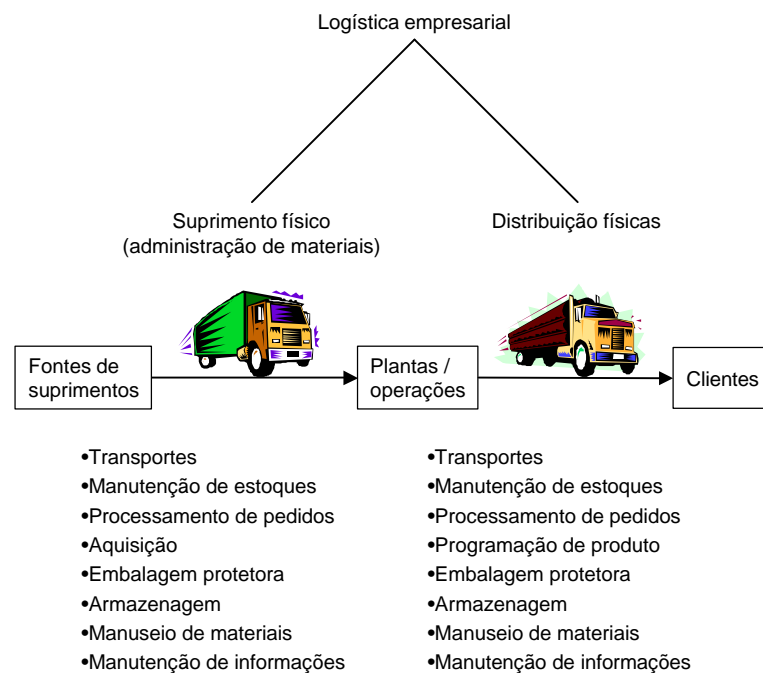 Logística empresarial
Suprimento físico
(administração de materiais)
Distribuição físicas
Fontes de
suprimentos
Plantas /
operações
Clientes
•Transportes
•Manutenção de estoques
•Processamento de pedidos
•Aquisição
•Embalagem protetora
•Armazenagem
•Manuseio de materiais
•Manutenção de informações
•Transportes
•Manutenção de estoques
•Processamento de pedidos
•Programação de produto
•Embalagem protetora
•Armazenagem
•Manuseio de materiais
•Manutenção de informações